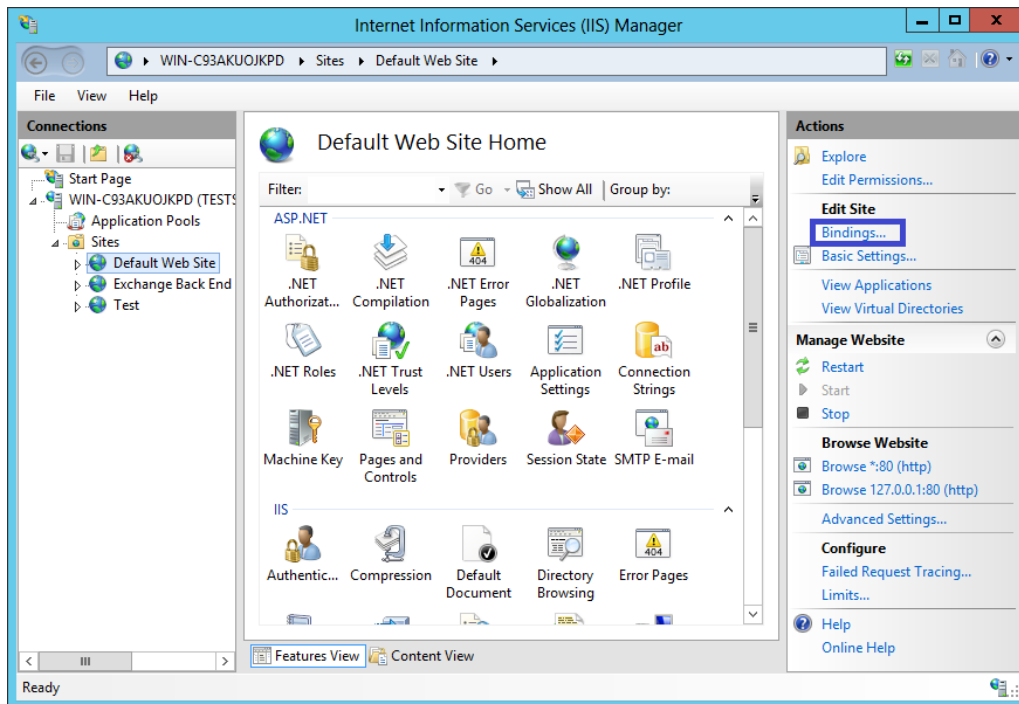 Internet Information Services (IIS) Manager
WIN-C93AKUOJKPD
Sites
Default Web Site
File View Help
Connections
Start Page
WIN-C93AKUOJKPD (TESTS
Application Pools
Sites
Default Web Site
Exchange Back End
Test
Default Web Site Home
Filter: Go Show All Group by:
ASP.NET
.NET Authorizat...
.NET Compilation
.NET Error Pages
.NET Globalization
.NET Profile
.NET Roles
.NET Trust Levels
.NET Users
Application Settings
Connection Strings
Machine Key
Pages and Controls
Providers
Session State
SMTP E-mail
IIS
Authentic...
Compression
Default Document
Directory Browsing
Error Pages
Features View
Content View
Actions
Explore
Edit Permissions...
Edit Site
Bindings...
Basic Settings...
View Applications
View Virtual Directories
Manage Website
Restart
Start
Stop
Browse Website
Browse *:80 (http)
Browse 127.0.0.1:80 (http)
Advanced Settings...
Configure
Failed Request Tracing...
Limits...
Help
Online Help
Ready